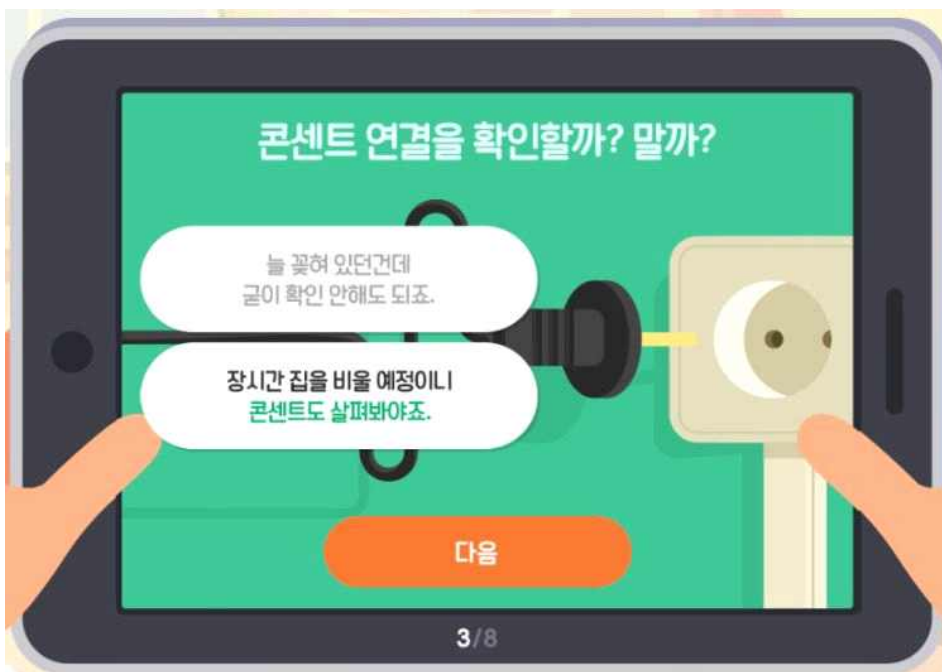 콘센트 연결을 확인할까? 말까?
늘 꽂혀 있던건데
굳이 확인 안해도 되죠.
장시간 집을 비울 예정이니
콘센트도 살펴봐야죠.
다음
3/8